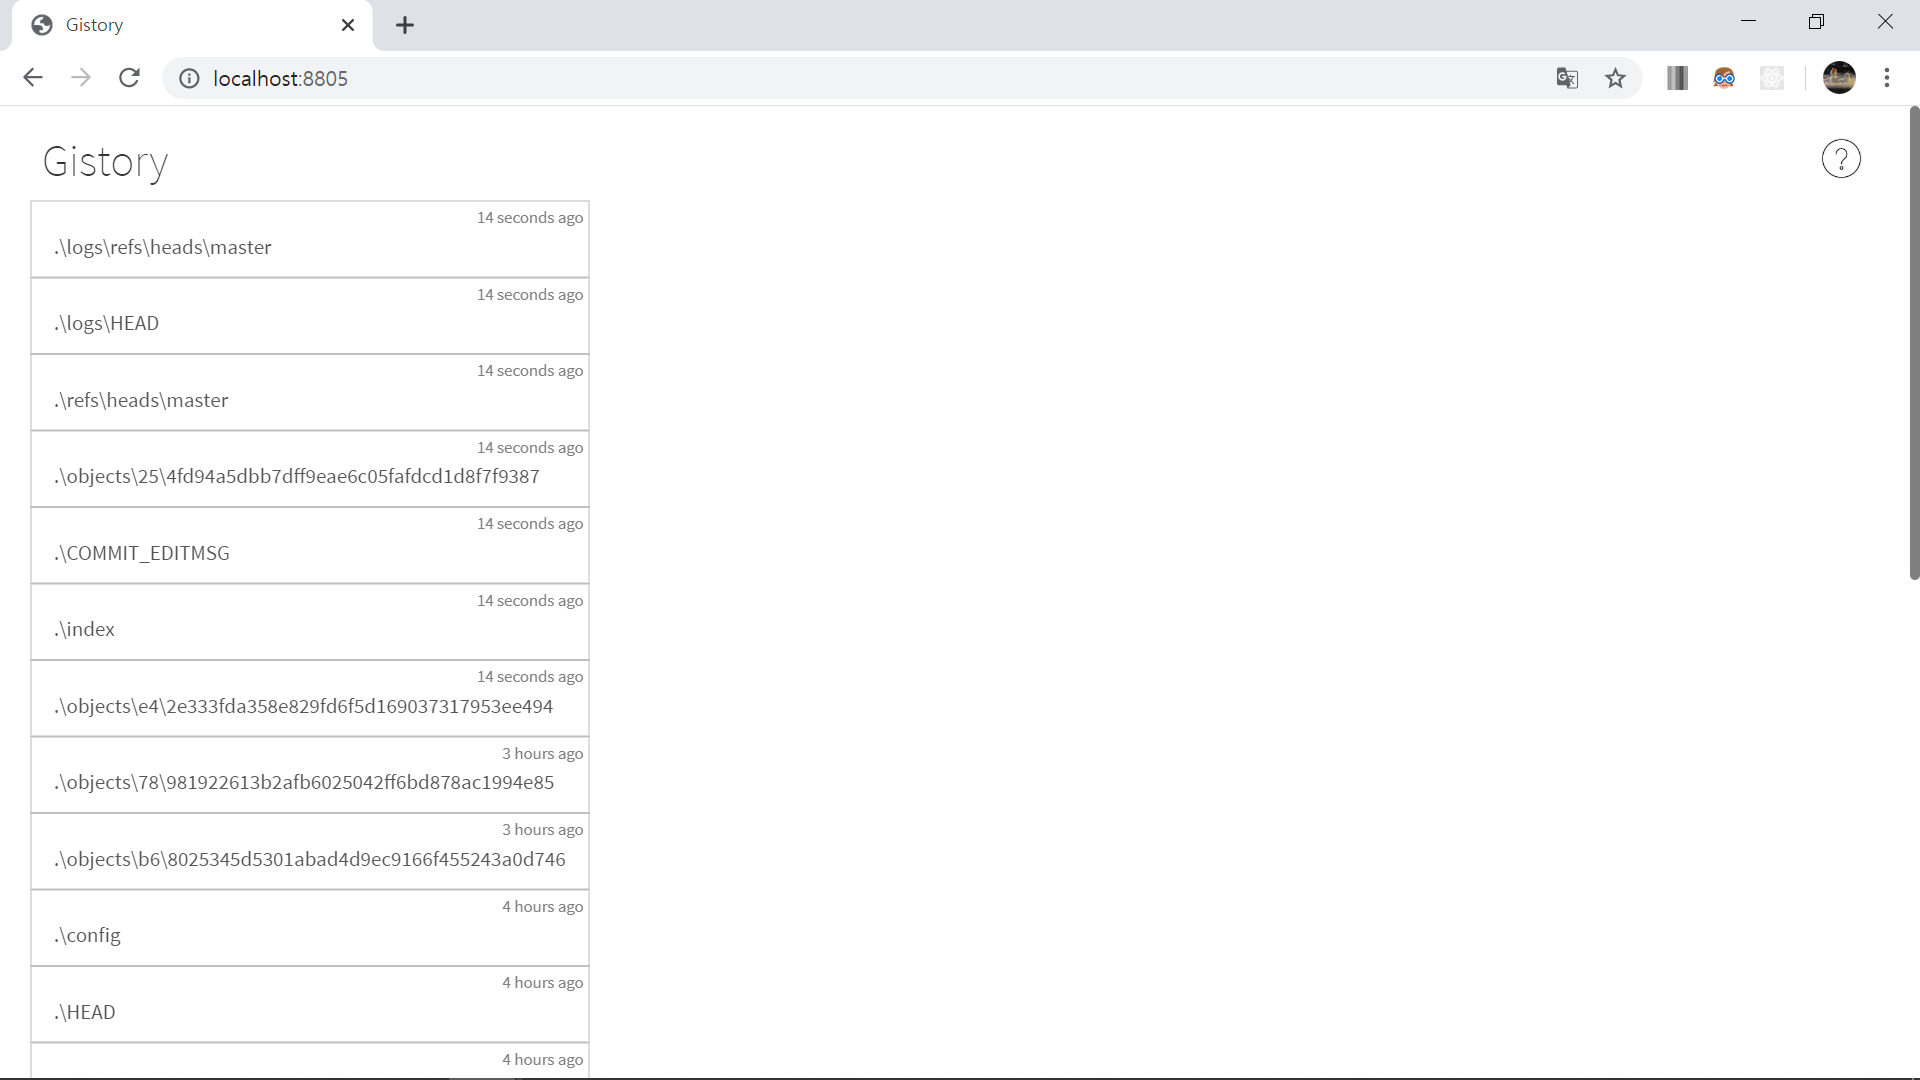 Gistory
localhost:8805
Gistory
?
14 seconds ago
.\logs\refs\heads\master
14 seconds ago
.\logs\HEAD
14 seconds ago
.\refs\heads\master
14 seconds ago
.\objects\25\4fd94a5dbb7dff9eae6c05fafdcd1d8f7f9387
14 seconds ago
.\COMMIT_EDITMSG
14 seconds ago
.\index
14 seconds ago
.\objects\e4\2e333fda358e829fd6f5d169037317953ee494
3 hours ago
.\objects\78\981922613b2afb6025042ff6bd878ac1994e85
3 hours ago
.\objects\b6\8025345d5301abad4d9ec9166f455243a0d746
4 hours ago
.\config
4 hours ago
.\HEAD
4 hours ago